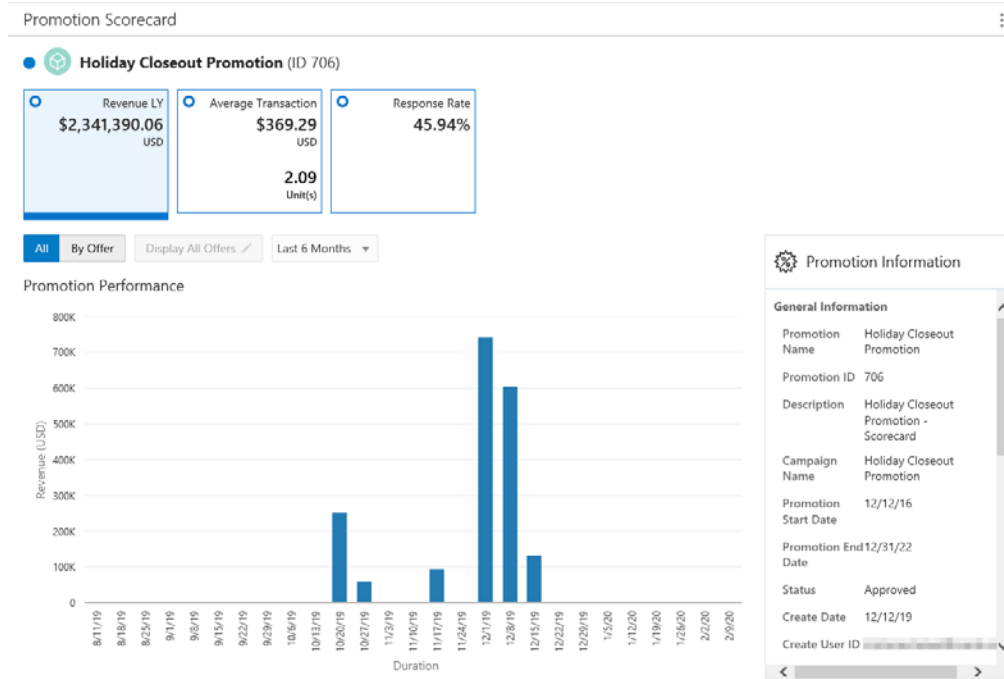 Promotion Scorecard
Holiday Closeout Promotion (ID 706)
Revenue LY
$2,341,390.06
USD
Average Transaction
$369.29
USD
2.09
Unit(s)
Response Rate
45.94%
All
By Offer
Display All Offers
Last 6 Months
Promotion Performance
800K
700K
600K
500K
400K
300K
200K
100K
0
Revenue (USD)
8/11/19
8/18/19
8/25/19
9/1/19
9/8/19
9/15/19
9/22/19
9/29/19
10/6/19
10/13/19
10/20/19
10/27/19
11/3/19
11/10/19
11/17/19
11/24/19
12/1/19
12/8/19
12/15/19
12/22/19
12/29/19
1/5/20
1/12/20
1/19/20
1/26/20
2/2/20
2/9/20
Duration
Promotion Information
General Information
Promotion Name
Holiday Closeout
Promotion
Promotion ID
706
Description
Holiday Closeout
Promotion -
Scorecard
Campaign
Name
Holiday Closeout
Promotion
Promotion
Start Date
12/12/16
Promotion End
Date
12/31/22
Status
Approved
Create Date
12/12/19
Create User ID